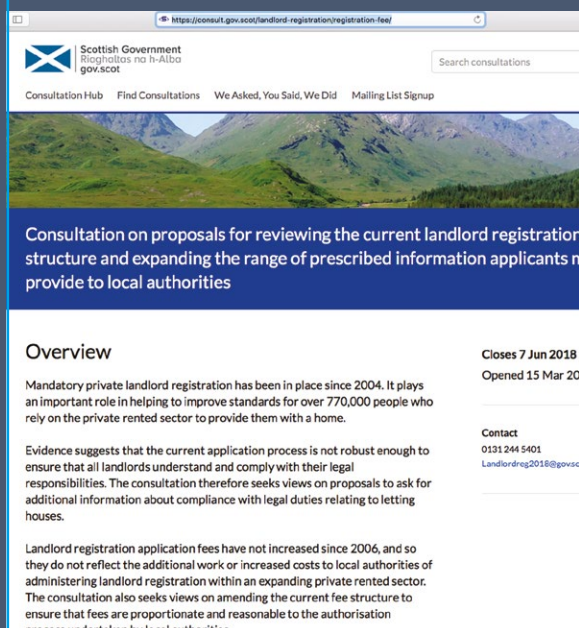 https://consult.gov.scot/landlord-registration/registration-fee/
Scottish Government
Riaghaltas na h-Alba
gov.scot
Search consultations
Consultation Hub Find Consultations We Asked, You Said, We Did Mailing List Signup
Consultation on proposals for reviewing the current landlord registration
structure and expanding the range of prescribed information applicants m
provide to local authorities
Overview
Mandatory private landlord registration has been in place since 2004. It plays
an important role in helping to improve standards for over 770,000 people who
rely on the private rented sector to provide them with a home.
Evidence suggests that the current application process is not robust enough to
ensure that all landlords understand and comply with their legal
responsibilities. The consultation therefore seeks views on proposals to ask for
additional information about compliance with legal duties relating to letting
houses.
Landlord registration application fees have not increased since 2006, and so
they do not reflect the additional work or increased costs to local authorities of
administering landlord registration within an expanding private rented sector.
The consultation also seeks views on amending the current fee structure to
ensure that fees are proportionate and reasonable to the authorisation
Closes 7 Jun 2018
Opened 15 Mar 20
Contact
0131 244 5401
Landlordreg2018@gov.sc